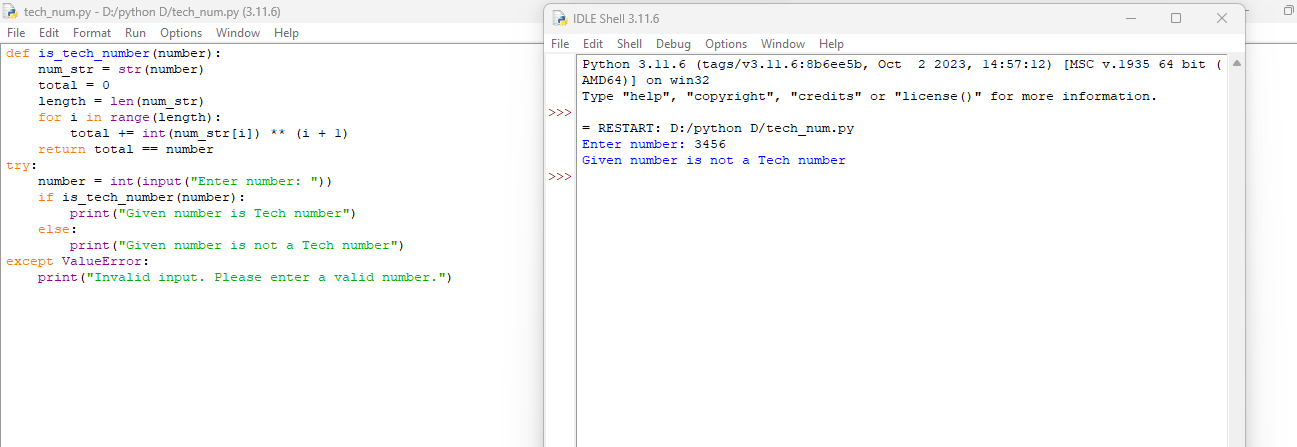 tech_num.py - D:/python D/tech_num.py (3.11.6)
File Edit Format Run Options Window Help
def is_tech_number(number):
    num_str = str(number)
    total = 0
    length = len(num_str)
    for i in range(length):
        total += int(num_str[i]) ** (i + 1)
    return total == number
try:
    number = int(input("Enter number: "))
    if is_tech_number(number):
        print("Given number is Tech number")
    else:
        print("Given number is not a Tech number")
except ValueError:
    print("Invalid input. Please enter a valid number.")
IDLE Shell 3.11.6
File Edit Shell Debug Options Window Help
Python 3.11.6 (tags/v3.11.6:8b6ee5b, Oct  2 2023, 14:57:12) [MSC v.1935 64 bit (
AMD64)] on win32
Type "help", "copyright", "credits" or "license()" for more information.
>>>
= RESTART: D:/python D/tech_num.py
Enter number: 3456
Given number is not a Tech number
>>>